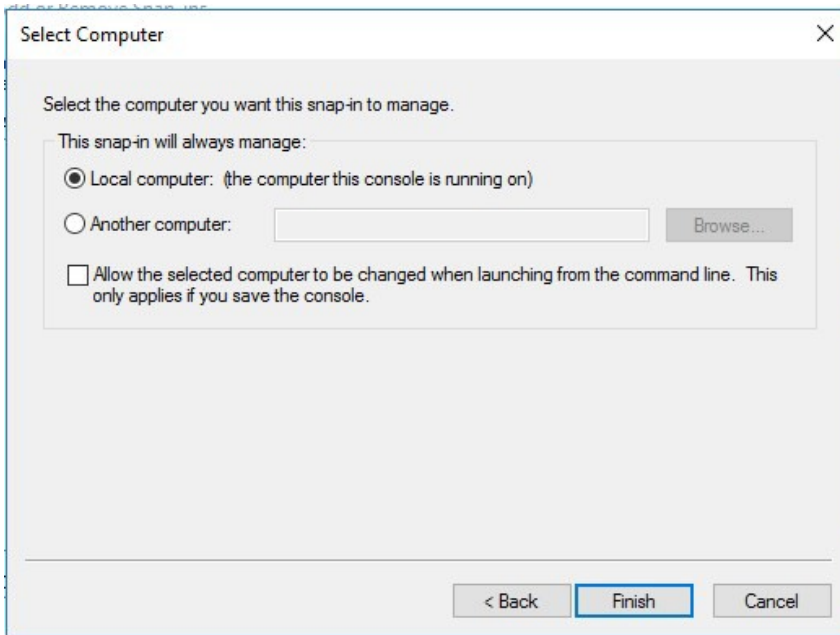 Select Computer
Select the computer you want this snap-in to manage.
This snap-in will always manage:
Local computer: (the computer this console is running on)
Another computer:
Browse...
Allow the selected computer to be changed when launching from the command line. This
only applies if you save the console.
< Back
Finish
Cancel